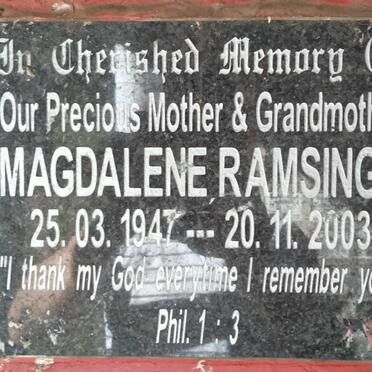 In Cherished Memory O
Our Precious Mother & Grandmoth
MAGDALENE RAMSING
25. 03. 1947 --- 20. 11. 2003
"I thank my God everytime I remember yo
Phil. 1 : 3